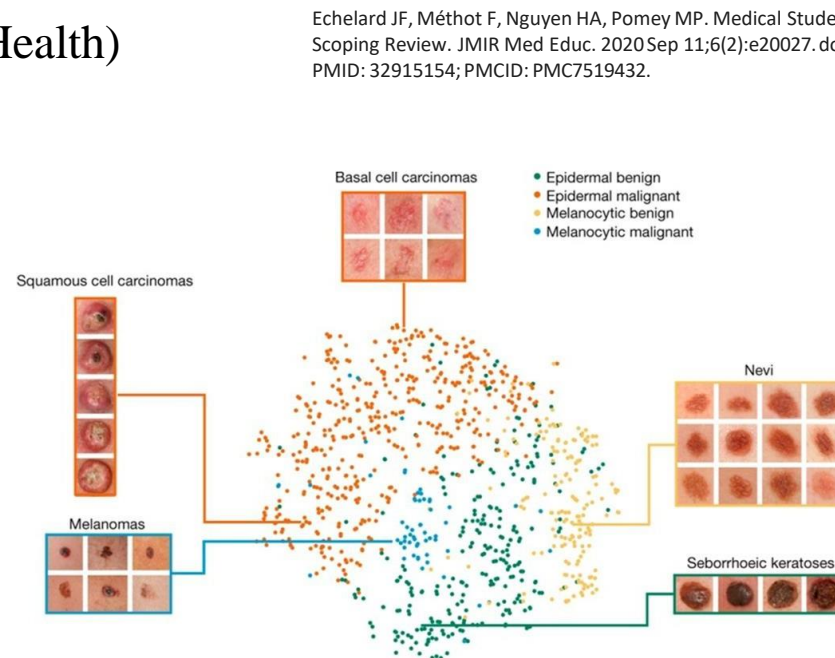 Health)
Echelard JF, Méthot F, Nguyen HA, Pomey MP. Medical Stude
Scoping Review. JMIR Med Educ. 2020 Sep 11;6(2):e20027. do
PMID: 32915154; PMCID: PMC7519432.
Basal cell carcinomas
Epidermal benign
Epidermal malignant
Melanocytic benign
Melanocytic malignant
Squamous cell carcinomas
Nevi
Melanomas
Seborrhoeic keratoses